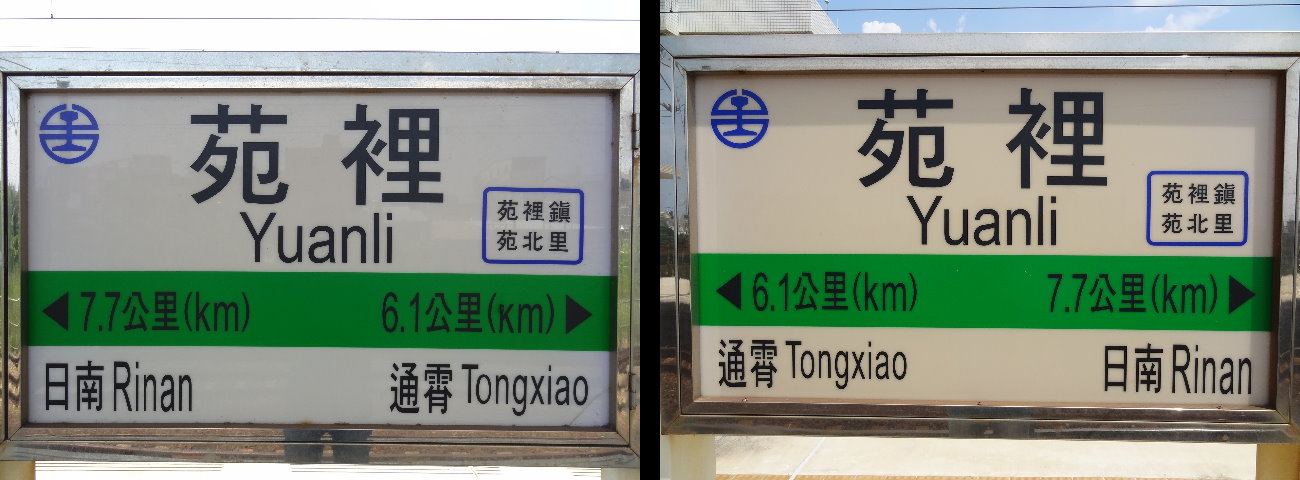 苑裡
Yuanli
苑裡鎮
苑北里
7.7公里(km) 6.1公里(km)
日南 Rinan 通霄 Tongxiao
苑裡
Yuanli
苑裡鎮
苑北里
6.1公里(km) 7.7公里(km)
通霄 Tongxiao 日南 Rinan